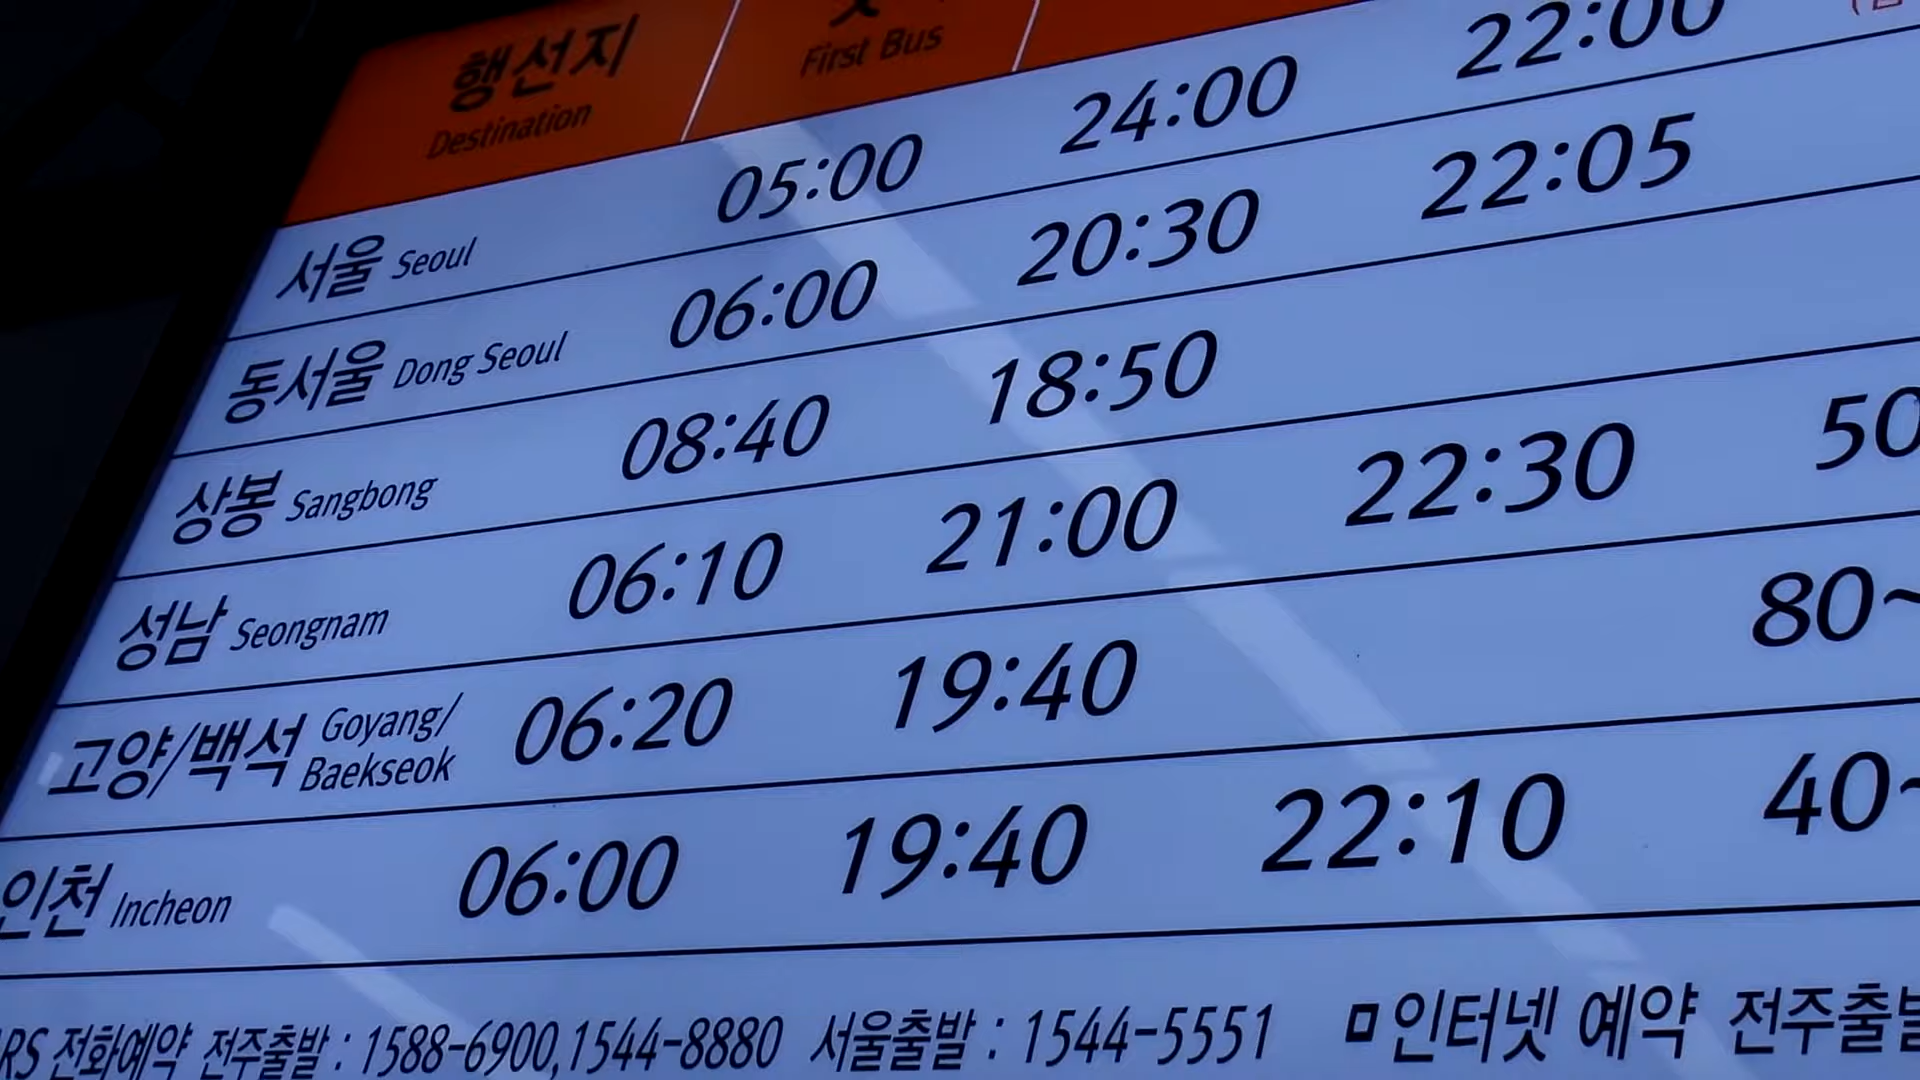 행선지 First Bus
Destination
서울 Seoul 05:00 24:00 22:00
동서울 Dong Seoul 06:00 20:30 22:05
상봉 Sangbong 08:40 18:50
성남 Seongnam 06:10 21:00 22:30 50
고양/백석 Goyang/ Baekseok 06:20 19:40 80~
인천 Incheon 06:00 19:40 22:10 40~
RS 전화예약 전주출발 : 1588-6900,1544-8880 서울출발 : 1544-5551 ㅁ인터넷 예약 전주출발